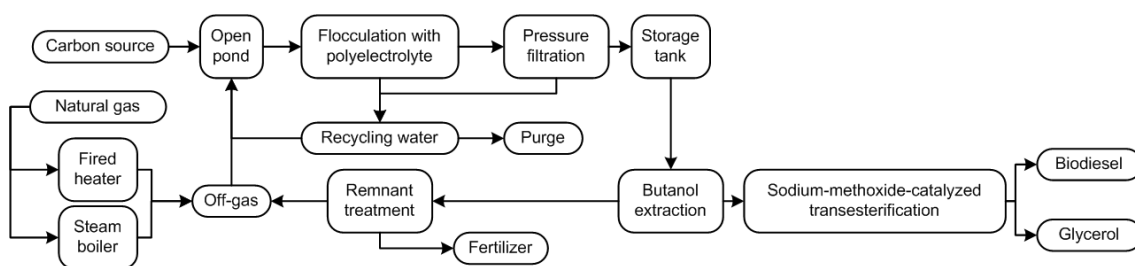 Carbon source
Open
pond
Flocculation with
polyelectrolyte
Pressure
filtration
Storage
tank
Natural gas
Recycling water
Purge
Fired
heater
Steam
boiler
Off-gas
Remnant
treatment
Fertilizer
Butanol
extraction
Sodium-methoxide-catalyzed
transesterification
Biodiesel
Glycerol